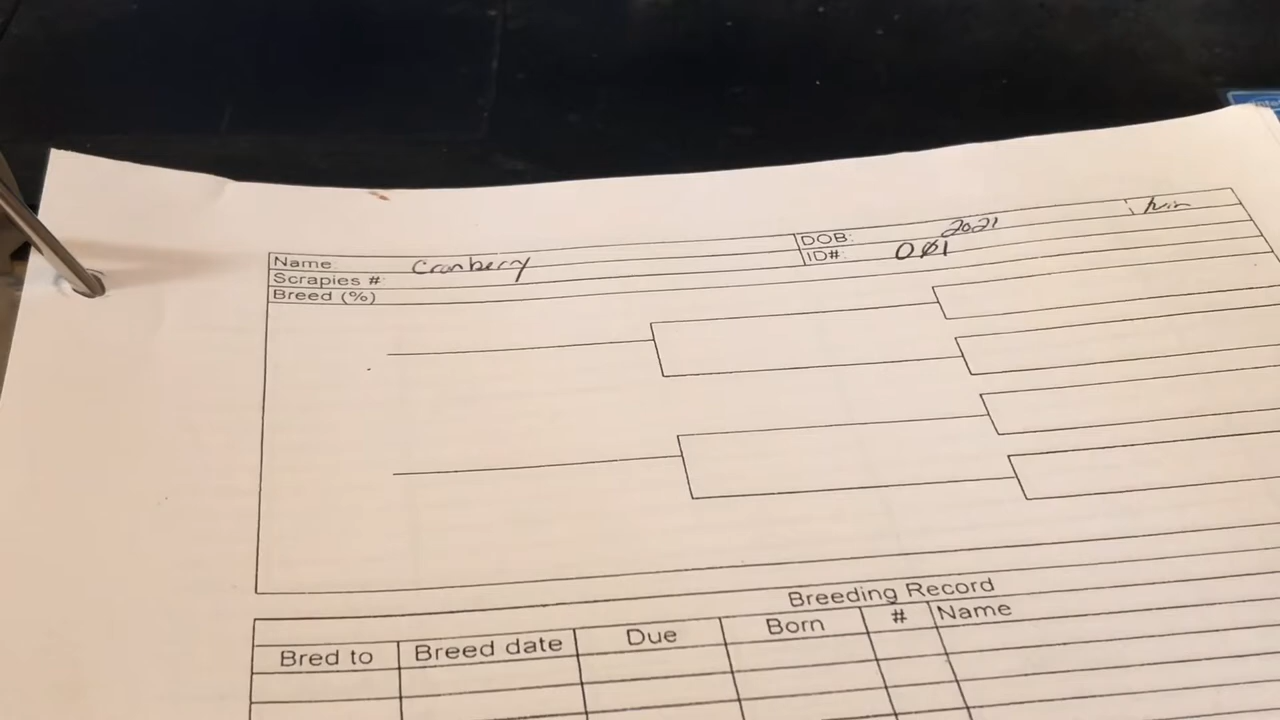 Name: Cranberry DOB: 2021
Scrapies #: ID#: 001
Breed (%)
Breeding Record
Bred to Breed date Due Born # Name